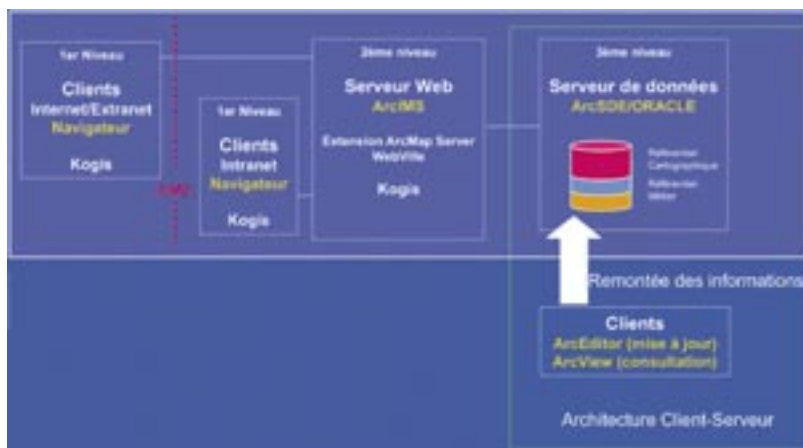 1er Niveau
Clients
Internet/Extranet
Navigateur
Kogis
1er Niveau
Clients
Intranet
Navigateur
Kogis
2ème niveau
Serveur Web
ArcIMS
Extension ArcMap Server
WebVille
Kogis
3ème niveau
Serveur de données
ArcSDE/ORACLE
Référentiel
Cartographique
Référentiel
Métier
Remontée des informations
Clients
ArcEditor (mise à jour)
ArcView (consultation)
Architecture Client-Serveur